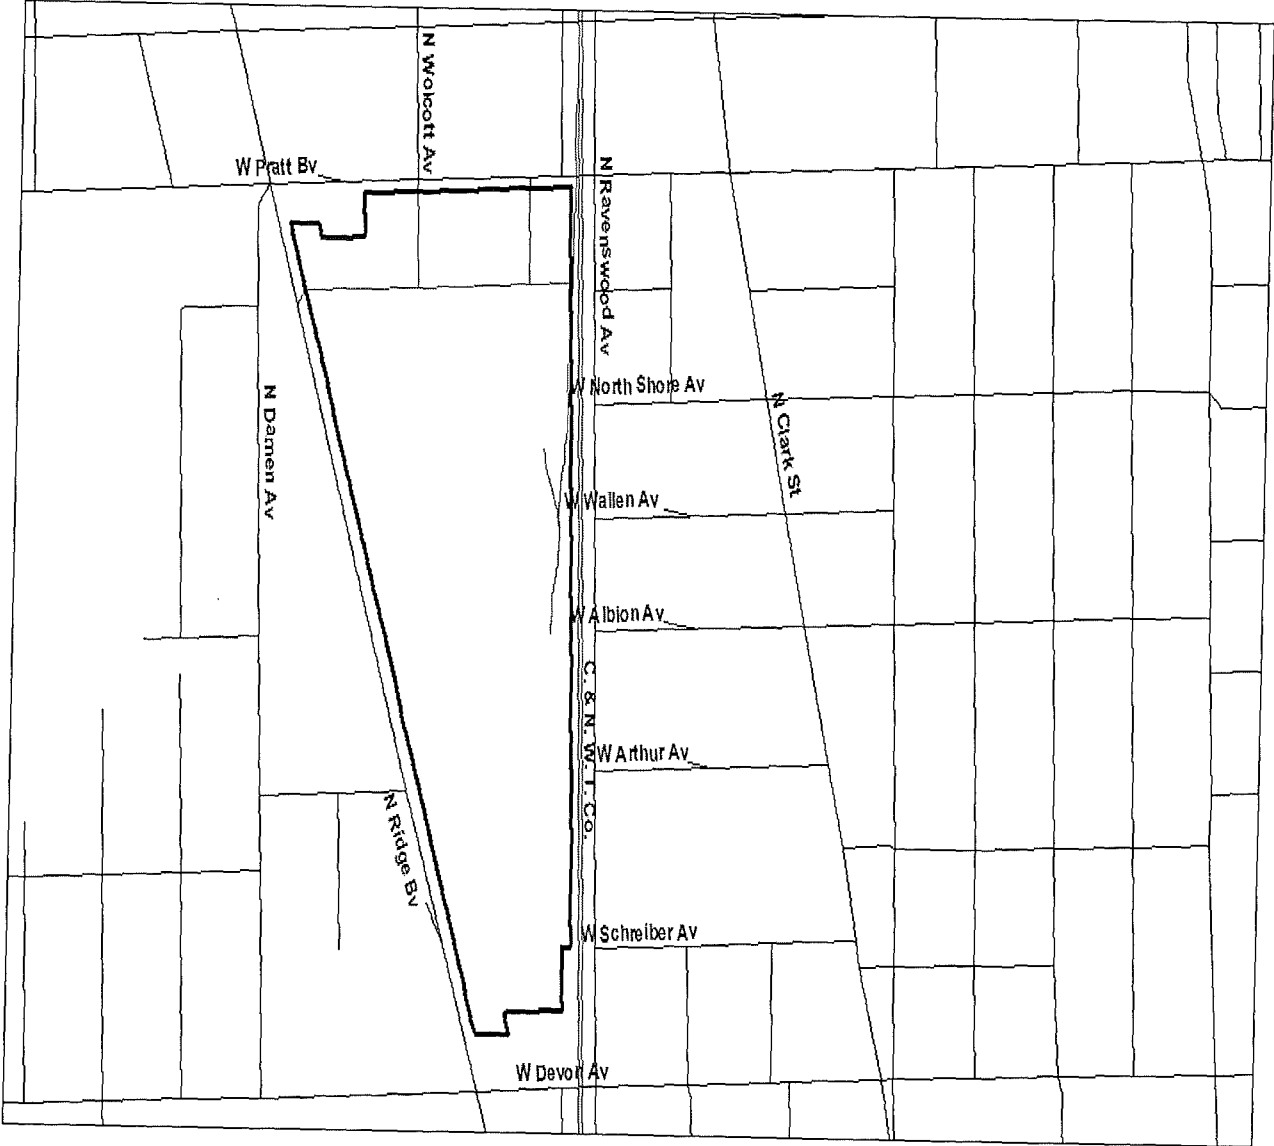 N Wolcott Av
W Pratt Bv
N Ravenswood Av
W North Shore Av
N Damen Av
N Clark St
W Wallen Av
W Albion Av
C. & N. W. T. Co.
W Arthur Av
N Ridge Bv
W Schreiber Av
W Devon Av